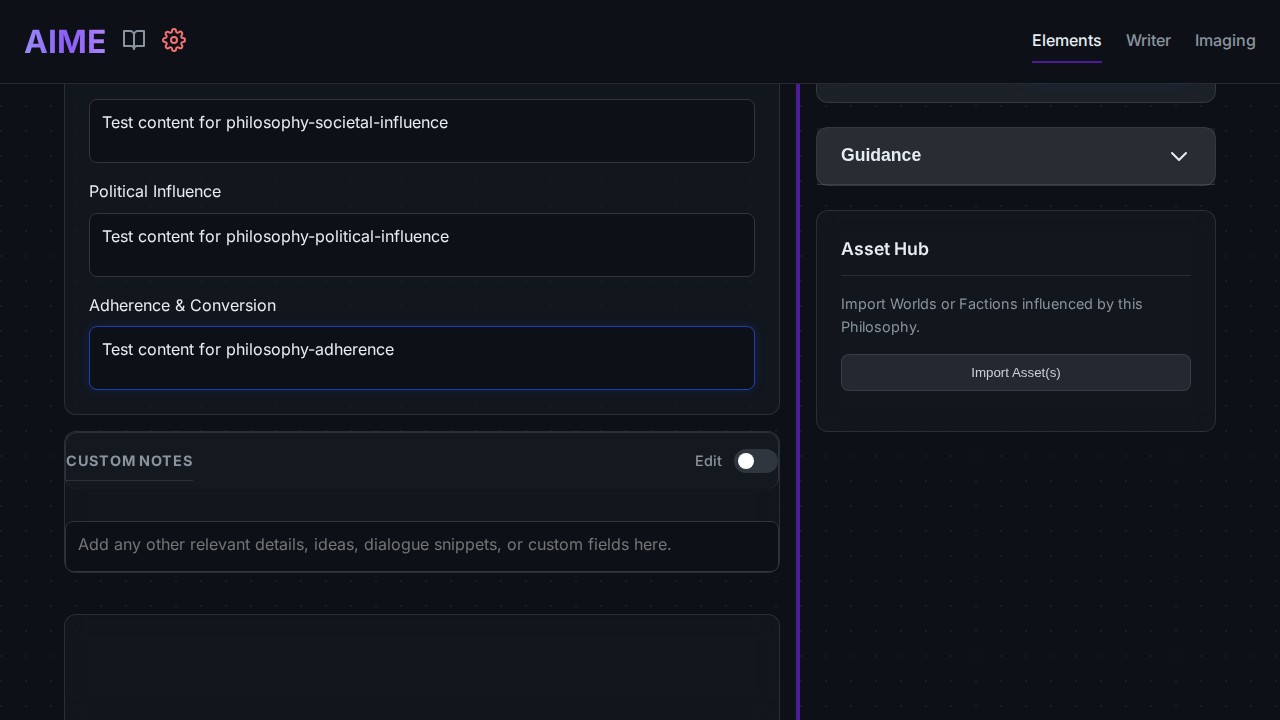 AIME
Elements
Writer
Imaging
Test content for philosophy-societal-influence
Political Influence
Test content for philosophy-political-influence
Adherence & Conversion
Test content for philosophy-adherence
CUSTOM NOTES
Edit
Add any other relevant details, ideas, dialogue snippets, or custom fields here.
Guidance
Asset Hub
Import Worlds or Factions influenced by this
Philosophy.
Import Asset(s)